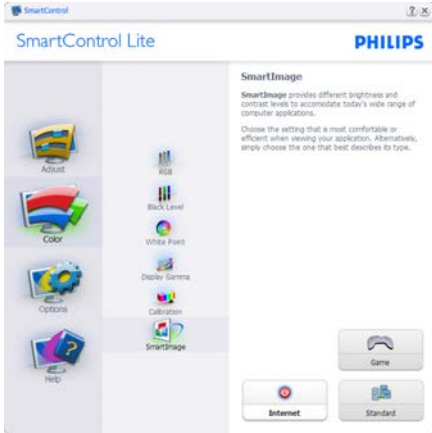 SmartControl
SmartControl Lite
PHILIPS
Adjust
Color
Options
Help
RGB
Black Level
White Point
Display Gamma
Calibration
SmartImage
SmartImage
SmartImage provides different brightness and
contrast levels to accomodate today's wide range of
computer applications.
Choose the setting that is most comfortable or
efficient when viewing your application. Alternatively,
simply choose the one that best describes its type.
Game
Internet
Standard